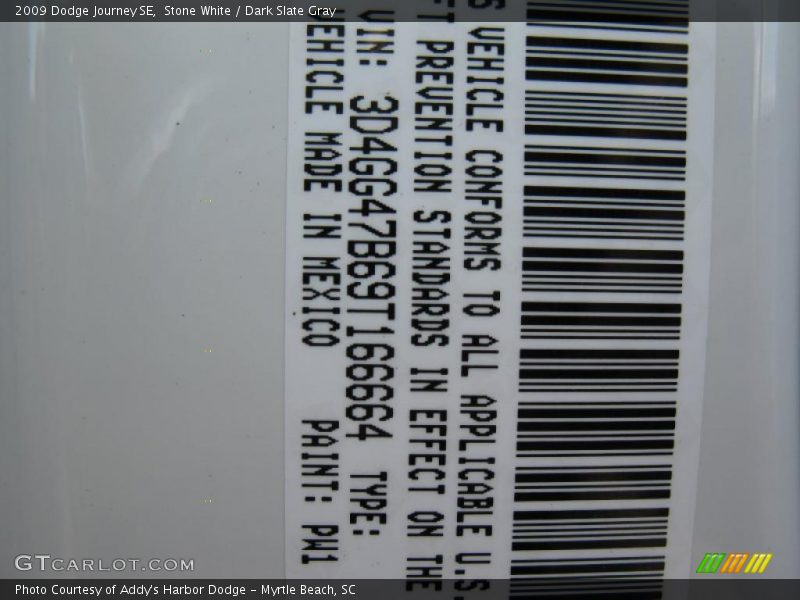 2009 Dodge Journey SE, Stone White / Dark Slate Gray
S VEHICLE CONFORMS TO ALL APPLICABLE U.S.
FT PREVENTION STANDARDS IN EFFECT ON THE
VIN: 3D4GG47B69T166664 TYPE:
VEHICLE MADE IN MEXICO PAINT: PW1
GTCARLOT.COM
Photo Courtesy of Addy's Harbor Dodge - Myrtle Beach, SC